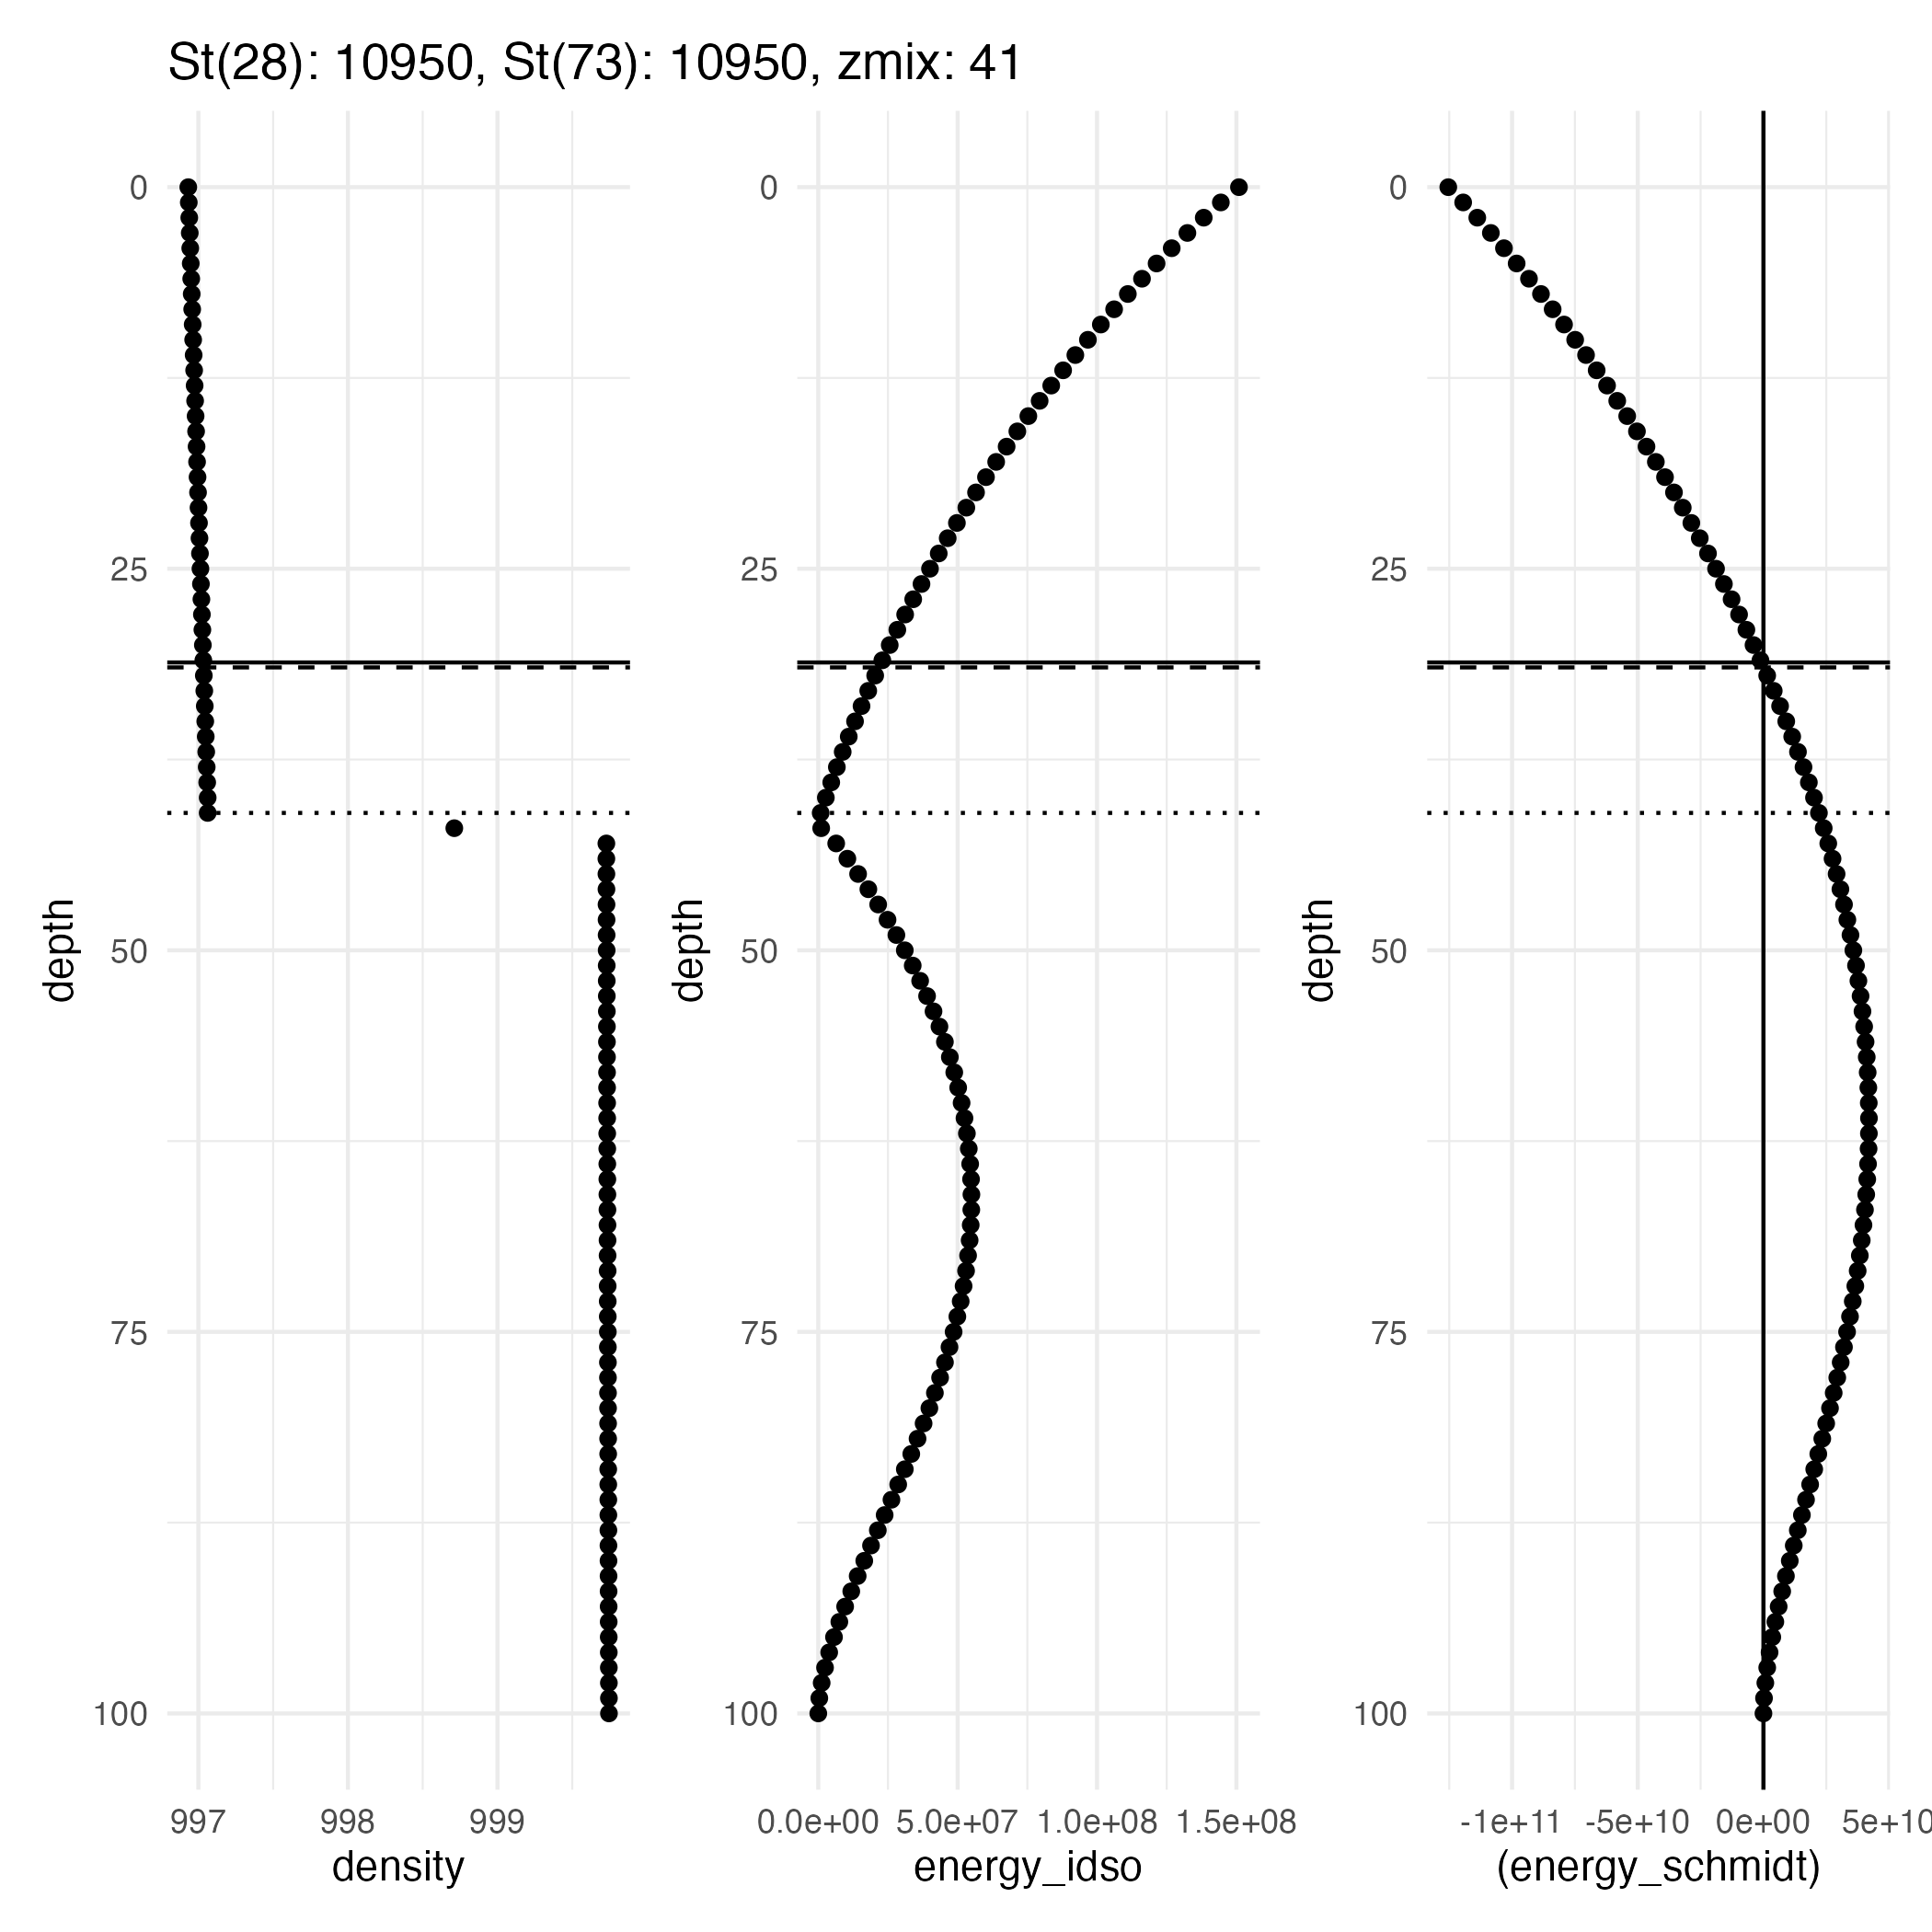 St(28): 10950, St(73): 10950, zmix: 41
0
25
50
75
100
depth
997 998 999
density
0
25
50
75
100
depth
0.0e+00 5.0e+07 1.0e+08 1.5e+08
energy_idso
0
25
50
75
100
depth
-1e+11 -5e+10 0e+00 5e+10
(energy_schmidt)